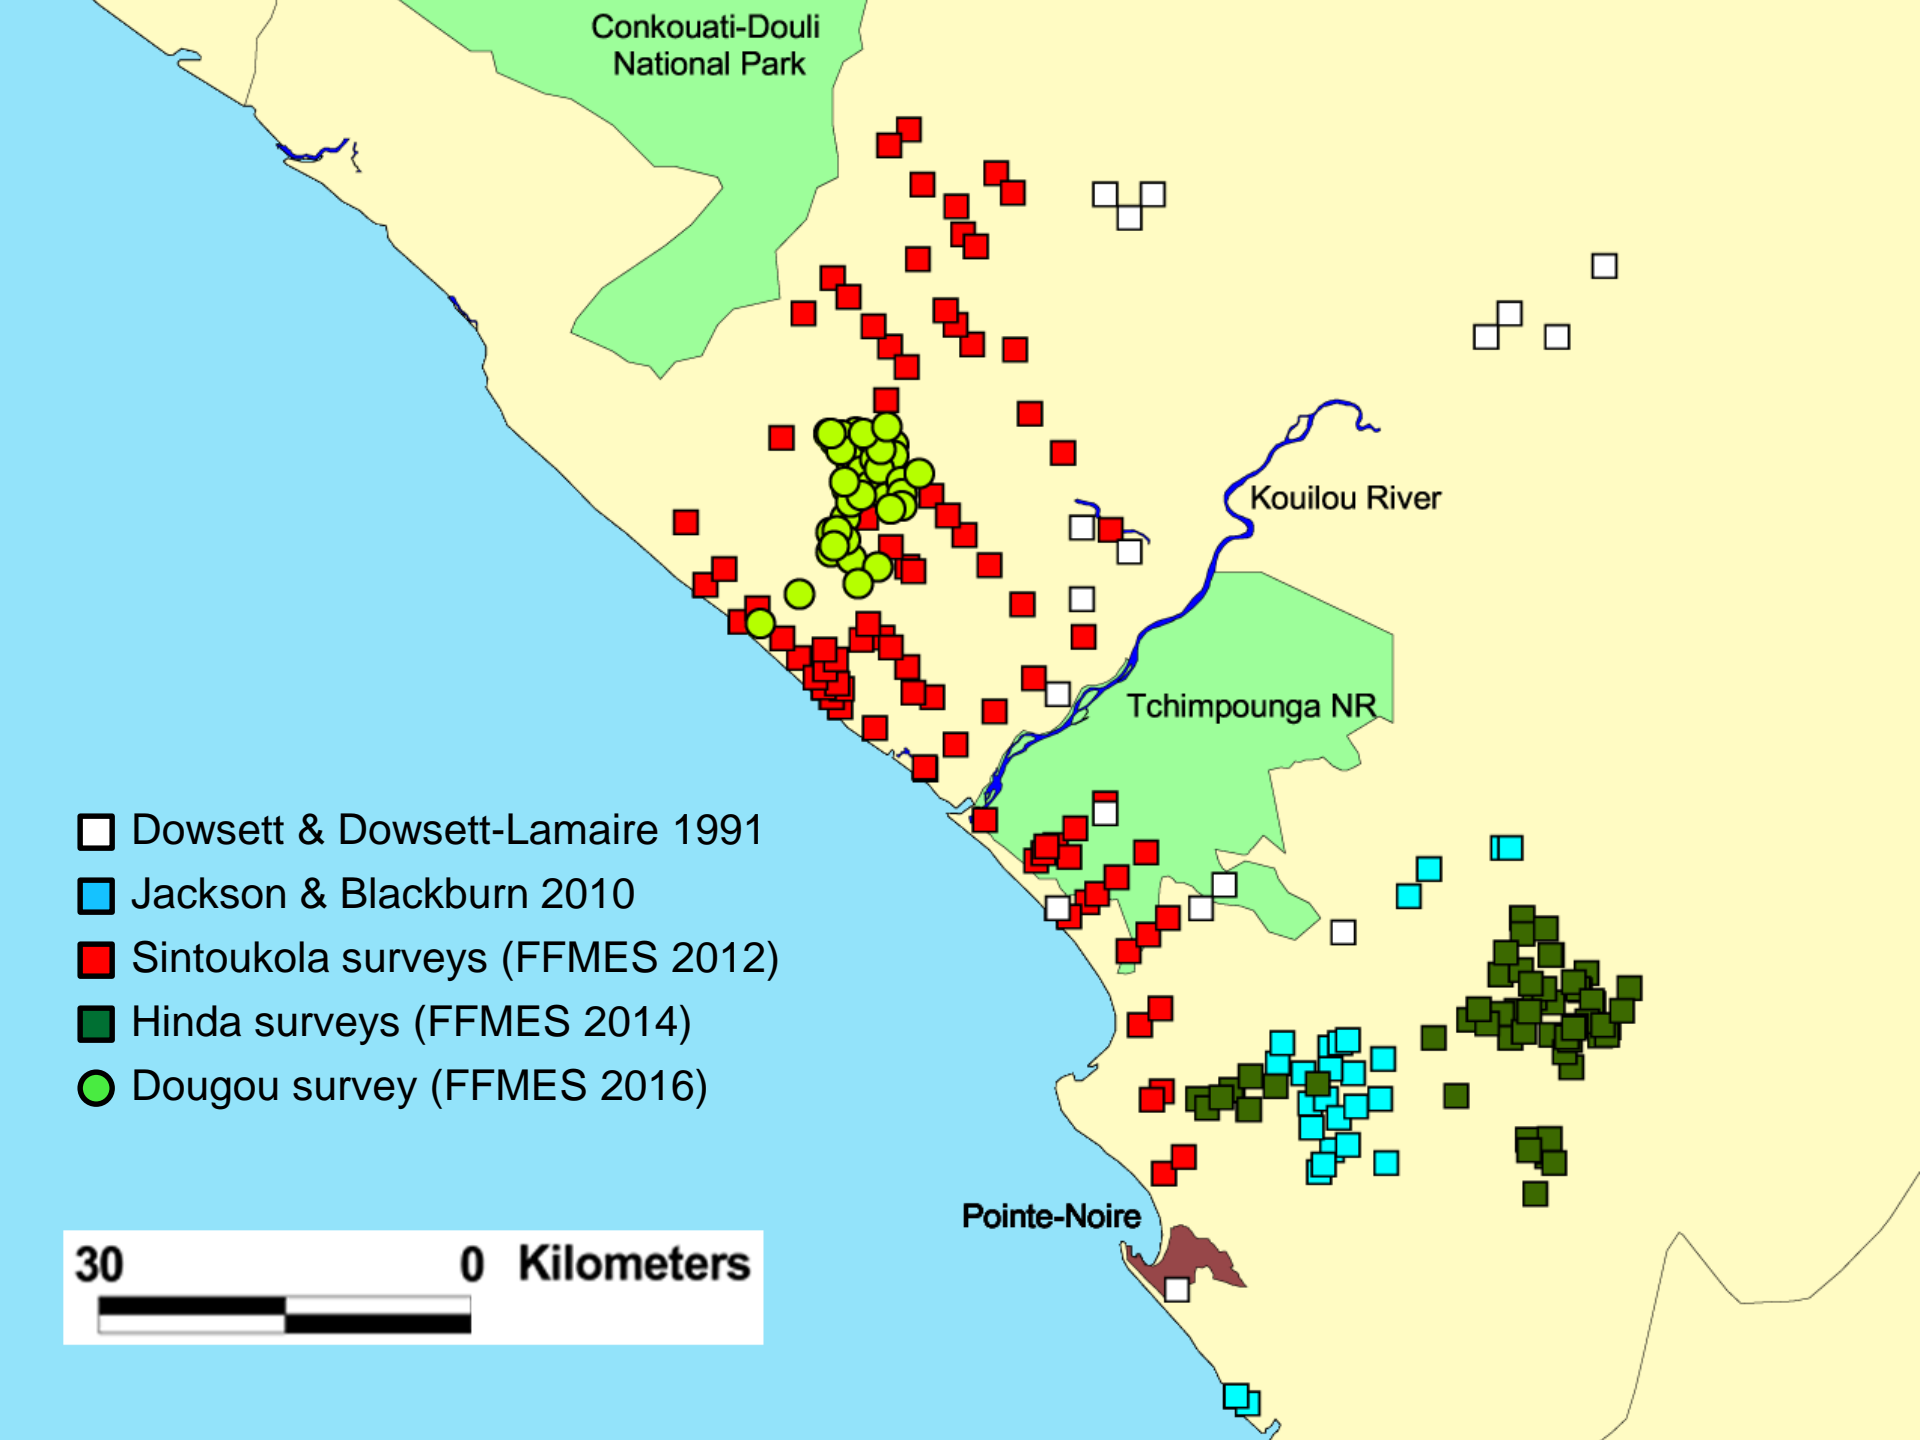 Conkouati-Douli
National Park
Kouilou River
Tchimpounga NR
Dowsett & Dowsett-Lamaire 1991
Jackson & Blackburn 2010
Sintoukola surveys (FFMES 2012)
Hinda surveys (FFMES 2014)
Dougou survey (FFMES 2016)
Pointe-Noire
30 0 Kilometers